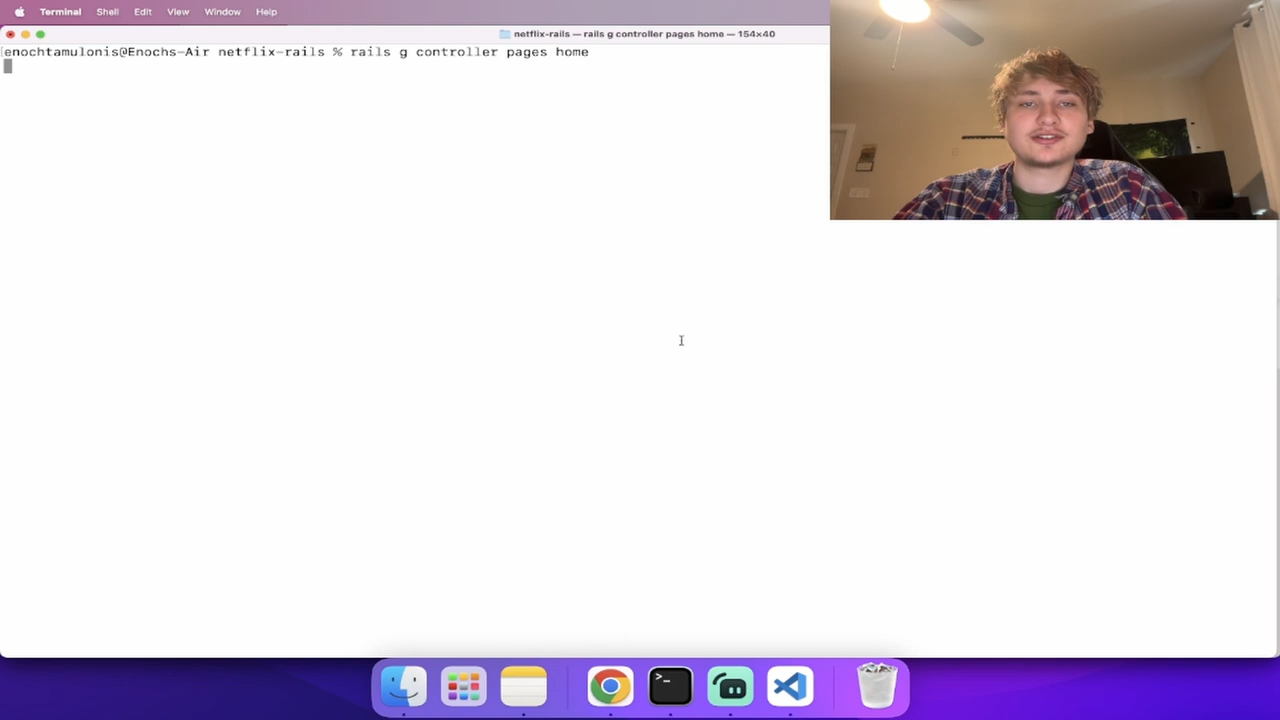 Terminal Shell Edit View Window Help
netflix-rails — rails g controller pages home — 154×40
[enochtamulonis@Enochs-Air netflix-rails % rails g controller pages home
>_